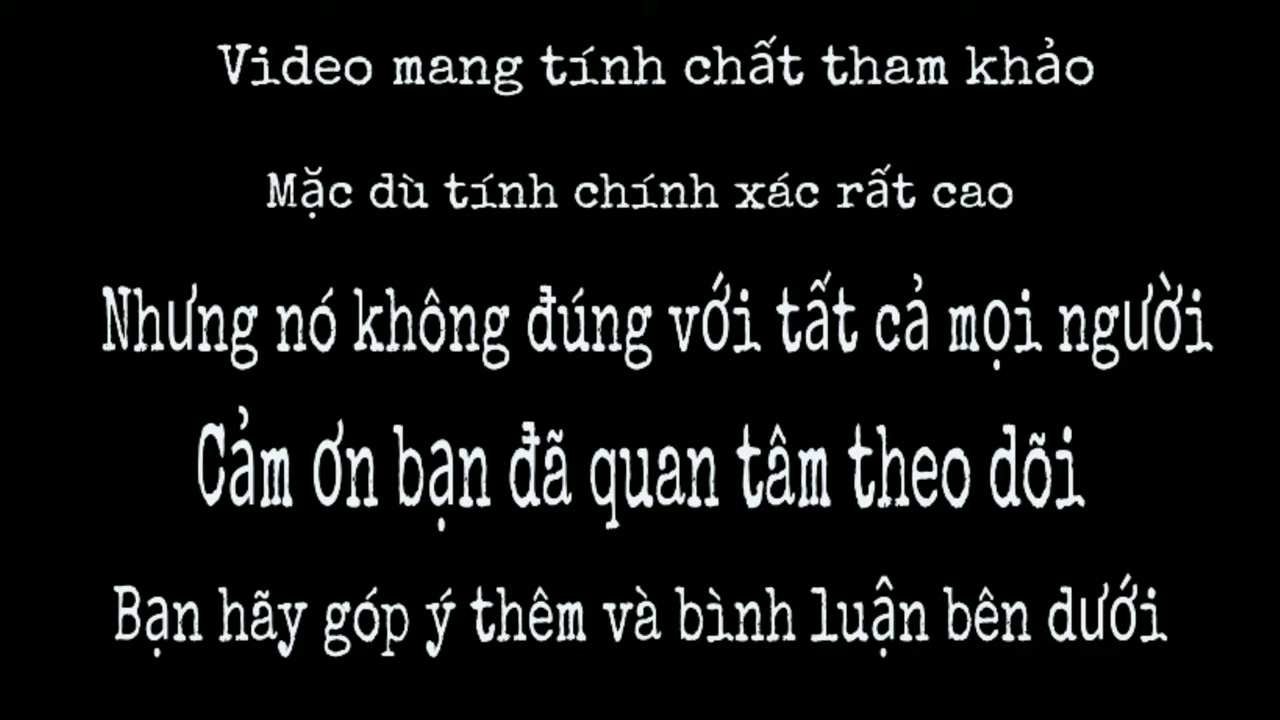 Video mang tính chất tham khảo
Mặc dù tính chính xác rất cao
Nhưng nó không đúng với tất cả mọi người
Cảm ơn bạn đã quan tâm theo dõi
Bạn hãy góp ý thêm và bình luận bên dưới